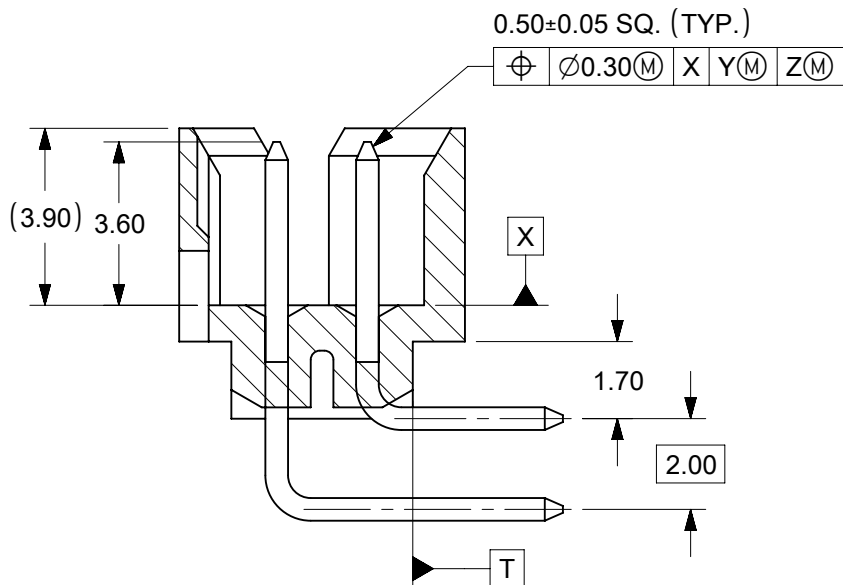 0.50±0.05 SQ. (TYP.)
⌖ ∅0.30Ⓜ X YⓂ ZⓂ
(3.90)
3.60
X
1.70
2.00
T